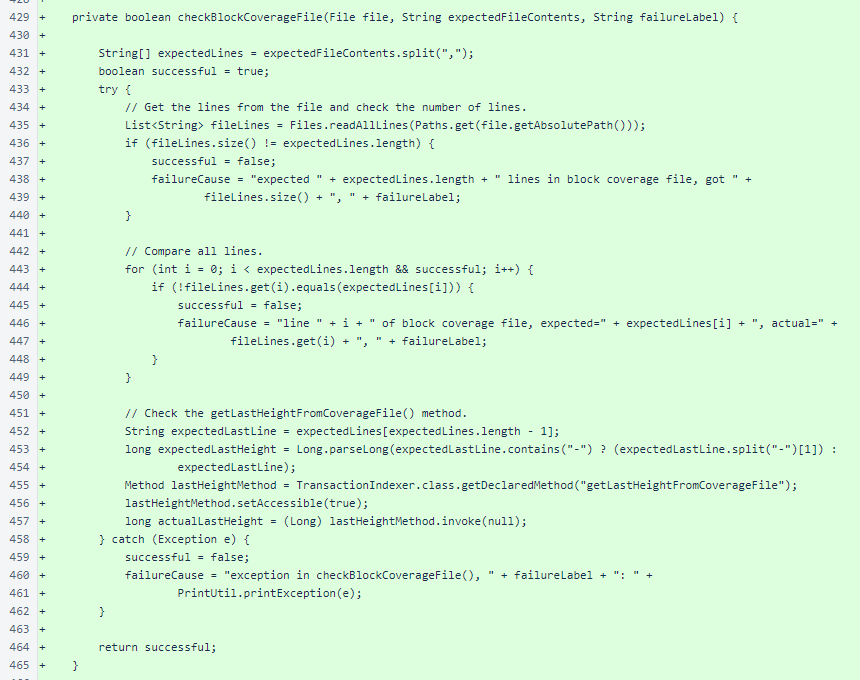 429 +     private boolean checkBlockCoverageFile(File file, String expectedFileContents, String failureLabel) {
430 +
431 +         String[] expectedLines = expectedFileContents.split(",");
432 +         boolean successful = true;
433 +         try {
434 +             // Get the lines from the file and check the number of lines.
435 +             List<String> fileLines = Files.readAllLines(Paths.get(file.getAbsolutePath()));
436 +             if (fileLines.size() != expectedLines.length) {
437 +                 successful = false;
438 +                 failureCause = "expected " + expectedLines.length + " lines in block coverage file, got " +
439 +                         fileLines.size() + ", " + failureLabel;
440 +             }
441 +
442 +             // Compare all lines.
443 +             for (int i = 0; i < expectedLines.length && successful; i++) {
444 +                 if (!fileLines.get(i).equals(expectedLines[i])) {
445 +                     successful = false;
446 +                     failureCause = "line " + i + " of block coverage file, expected=" + expectedLines[i] + ", actual=" +
447 +                             fileLines.get(i) + ", " + failureLabel;
448 +                 }
449 +             }
450 +
451 +             // Check the getLastHeightFromCoverageFile() method.
452 +             String expectedLastLine = expectedLines[expectedLines.length - 1];
453 +             long expectedLastHeight = Long.parseLong(expectedLastLine.contains("-") ? (expectedLastLine.split("-")[1]) :
454 +                     expectedLastLine);
455 +             Method lastHeightMethod = TransactionIndexer.class.getDeclaredMethod("getLastHeightFromCoverageFile");
456 +             lastHeightMethod.setAccessible(true);
457 +             long actualLastHeight = (Long) lastHeightMethod.invoke(null);
458 +         } catch (Exception e) {
459 +             successful = false;
460 +             failureCause = "exception in checkBlockCoverageFile(), " + failureLabel + ": " +
461 +                     PrintUtil.printException(e);
462 +         }
463 +
464 +         return successful;
465 +     }